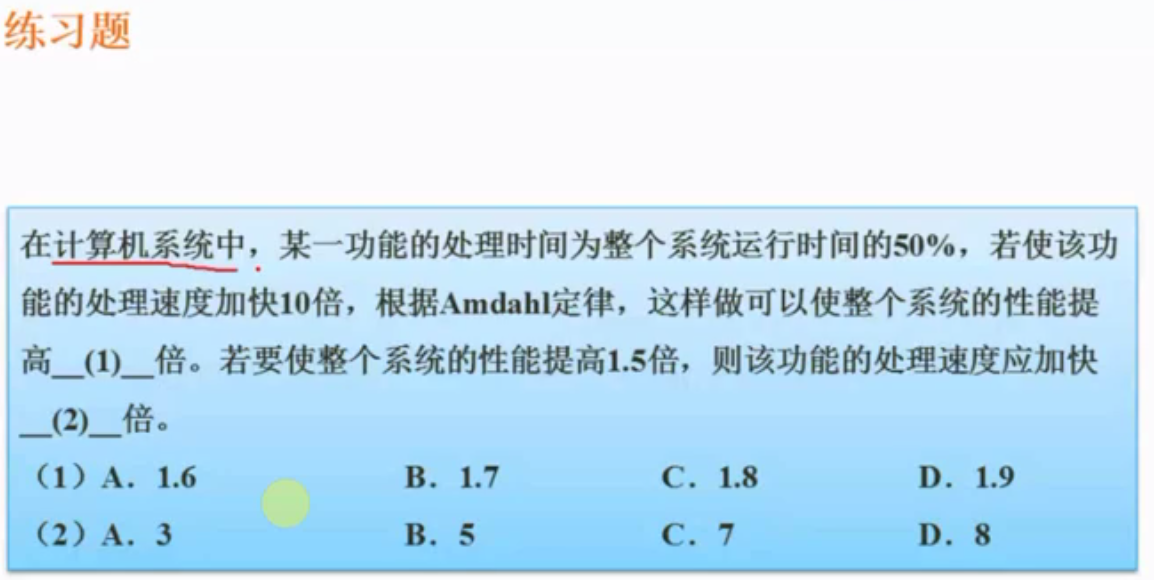 练习题
在计算机系统中，某一功能的处理时间为整个系统运行时间的50%，若使该功
能的处理速度加快10倍，根据Amdahl定律，这样做可以使整个系统的性能提
高__(1)__倍。若要使整个系统的性能提高1.5倍，则该功能的处理速度应加快
__(2)__倍。
（1）A．1.6 B．1.7 C．1.8 D．1.9
（2）A．3 B．5 C．7 D．8